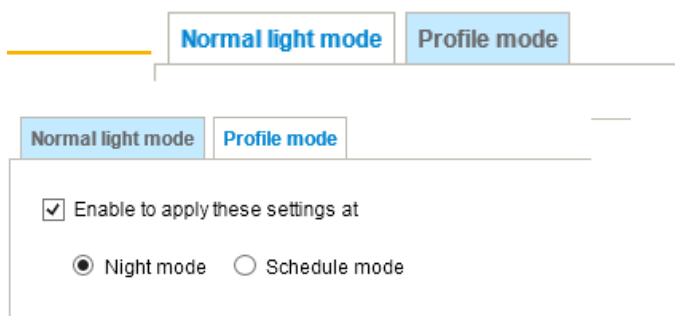 Normal light mode Profile mode
Normal light mode Profile mode
Enable to apply these settings at
Night mode Schedule mode